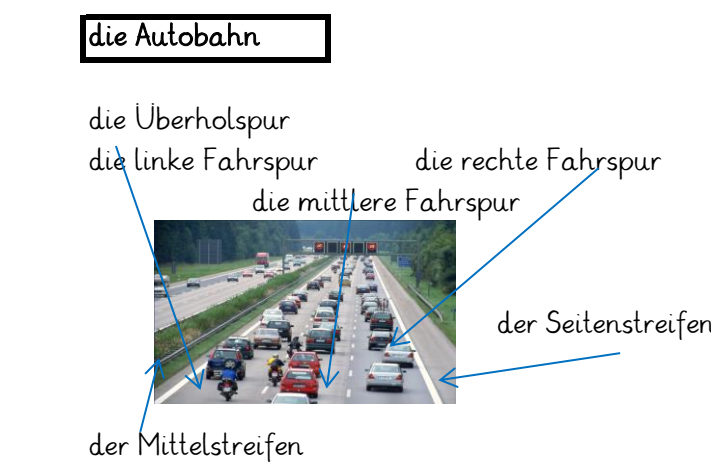 die Autobahn
die Überholspur
die linke Fahrspur
die rechte Fahrspur
die mittlere Fahrspur
der Seitenstreifen
der Mittelstreifen